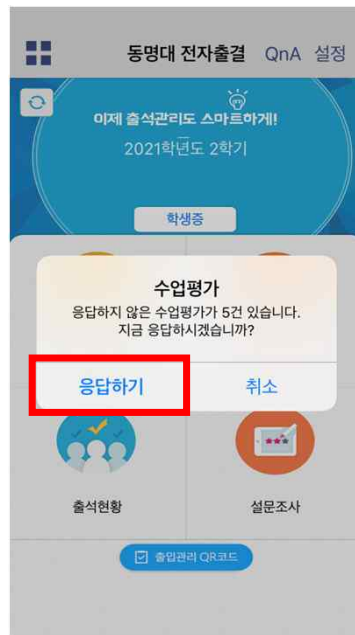 동명대 전자출결 QnA 설정
이제 출석관리도 스마트하게!
2021학년도 2학기
학생증
수업평가
응답하지 않은 수업평가가 5건 있습니다.
지금 응답하시겠습니까?
응답하기 취소
출석현황 설문조사
출입관리 QR코드